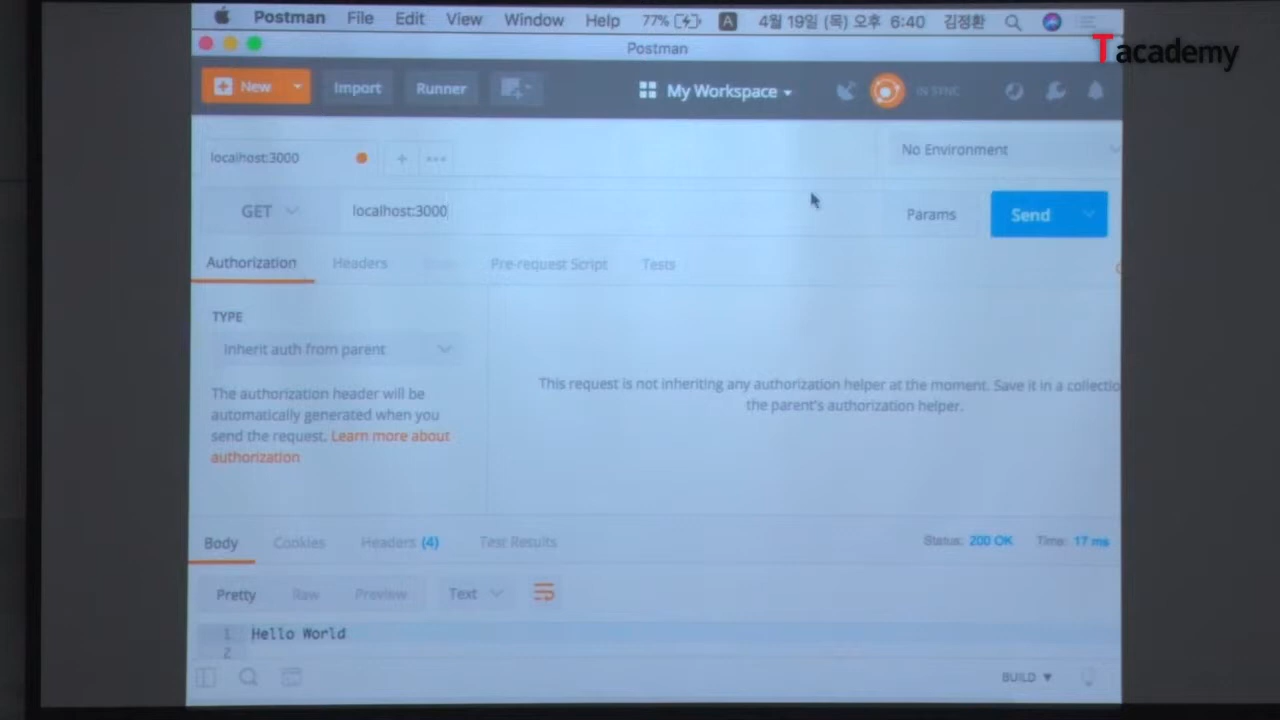 Postman File Edit View Window Help 77% A 4월 19일 (목) 오후 6:40 김정환
Postman
Tacademy
New Import Runner My Workspace IN SYNC
localhost:3000 + ••• No Environment
GET localhost:3000 Params Send
Authorization Headers Pre-request Script Tests
TYPE
Inherit auth from parent
The authorization header will be
automatically generated when you
send the request. Learn more about
authorization
This request is not inheriting any authorization helper at the moment. Save it in a collectio
the parent's authorization helper.
Body Cookies Headers (4) Test Results Status: 200 OK Time: 17 ms
Pretty Raw Preview Text
1 Hello World
2
BUILD ▼